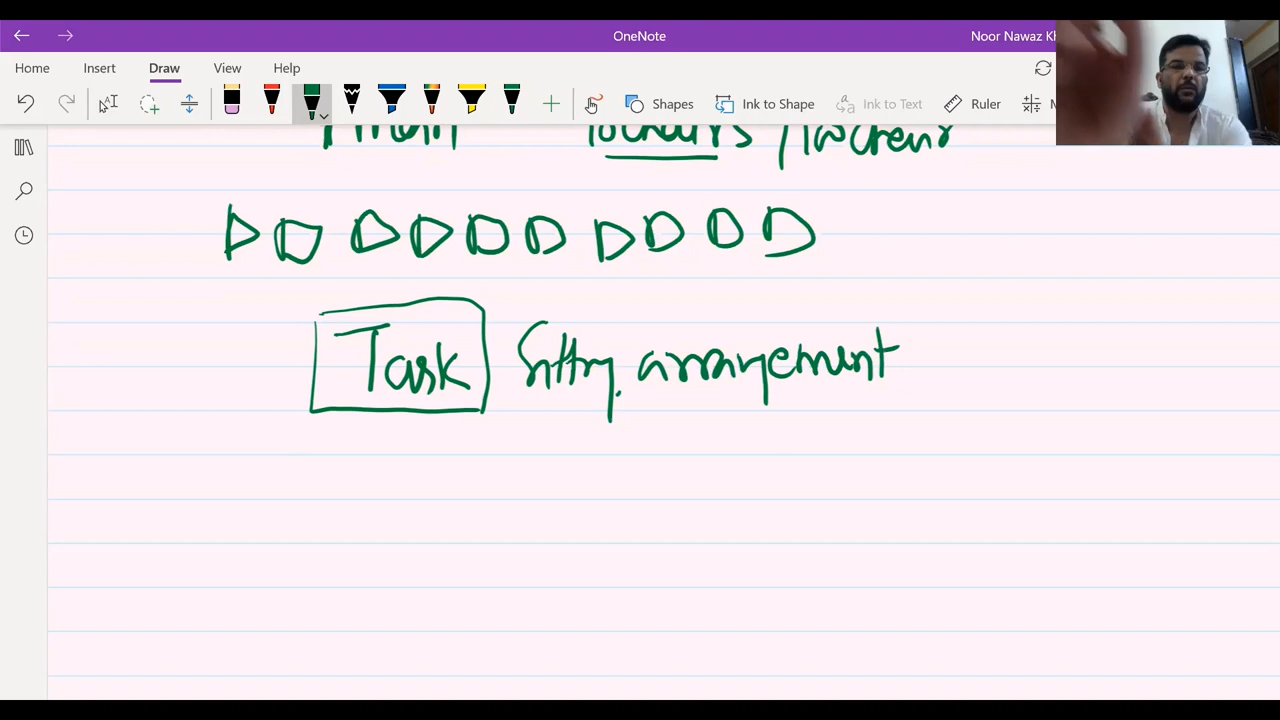 OneNote
Noor Nawaz Kh
Home Insert Draw View Help
Shapes Ink to Shape Ink to Text Ruler M
Task Sitting arrangement